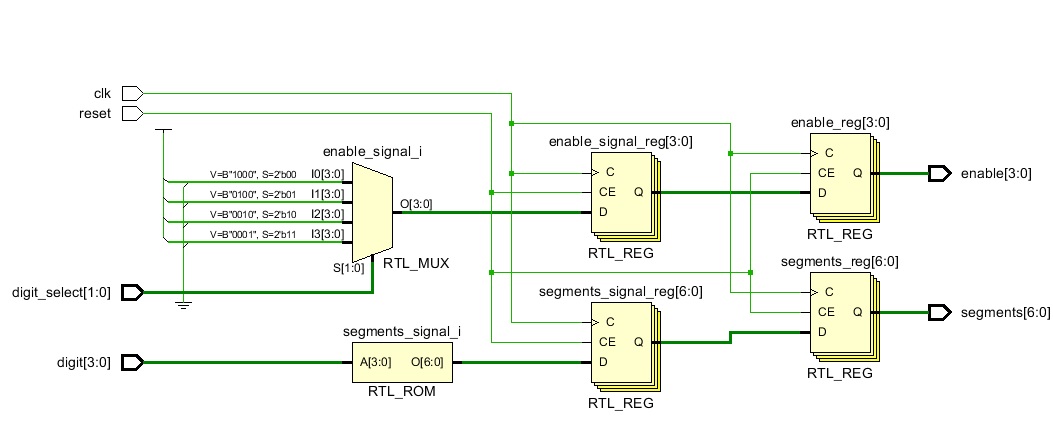 clk
reset
enable_signal_i
V=B"1000", S=2'b00 I0[3:0]
V=B"0100", S=2'b01 I1[3:0]
V=B"0010", S=2'b10 I2[3:0]
V=B"0001", S=2'b11 I3[3:0]
O[3:0]
S[1:0]
RTL_MUX
digit_select[1:0]
segments_signal_i
digit[3:0]
A[3:0] O[6:0]
RTL_ROM
enable_signal_reg[3:0]
C
CE Q
D
RTL_REG
segments_signal_reg[6:0]
C
CE Q
D
RTL_REG
enable_reg[3:0]
C
CE Q
D
RTL_REG
enable[3:0]
segments_reg[6:0]
C
CE Q
D
RTL_REG
segments[6:0]